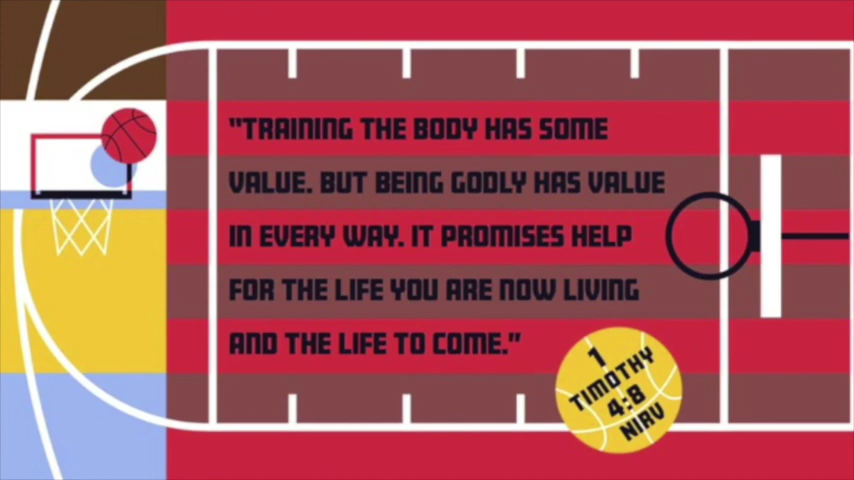 "TRAINING THE BODY HAS SOME
VALUE. BUT BEING GODLY HAS VALUE
IN EVERY WAY. IT PROMISES HELP
FOR THE LIFE YOU ARE NOW LIVING
AND THE LIFE TO COME."
1
TIMOTHY
4:8
NIRV